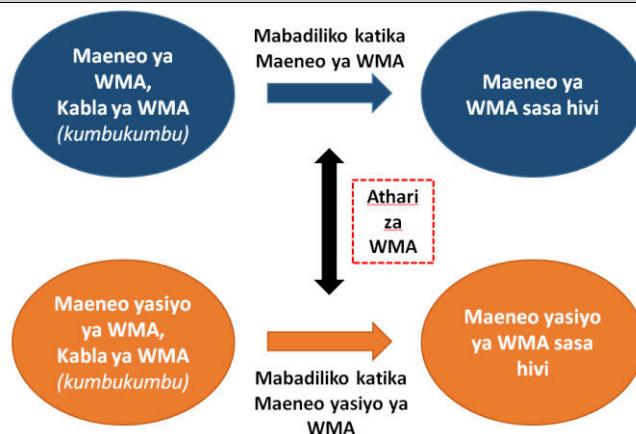 Maeneo ya
WMA,
Kabla ya WMA
(kumbukumbu)
Mabadiliko katika
Maeneo ya WMA
Maeneo ya
WMA sasa hivi
Athari
za
WMA
Maeneo yasiyo
ya WMA,
Kabla ya WMA
(kumbukumbu)
Mabadiliko katika
Maeneo yasiyo ya
WMA
Maeneo yasiyo
ya WMA sasa
hivi